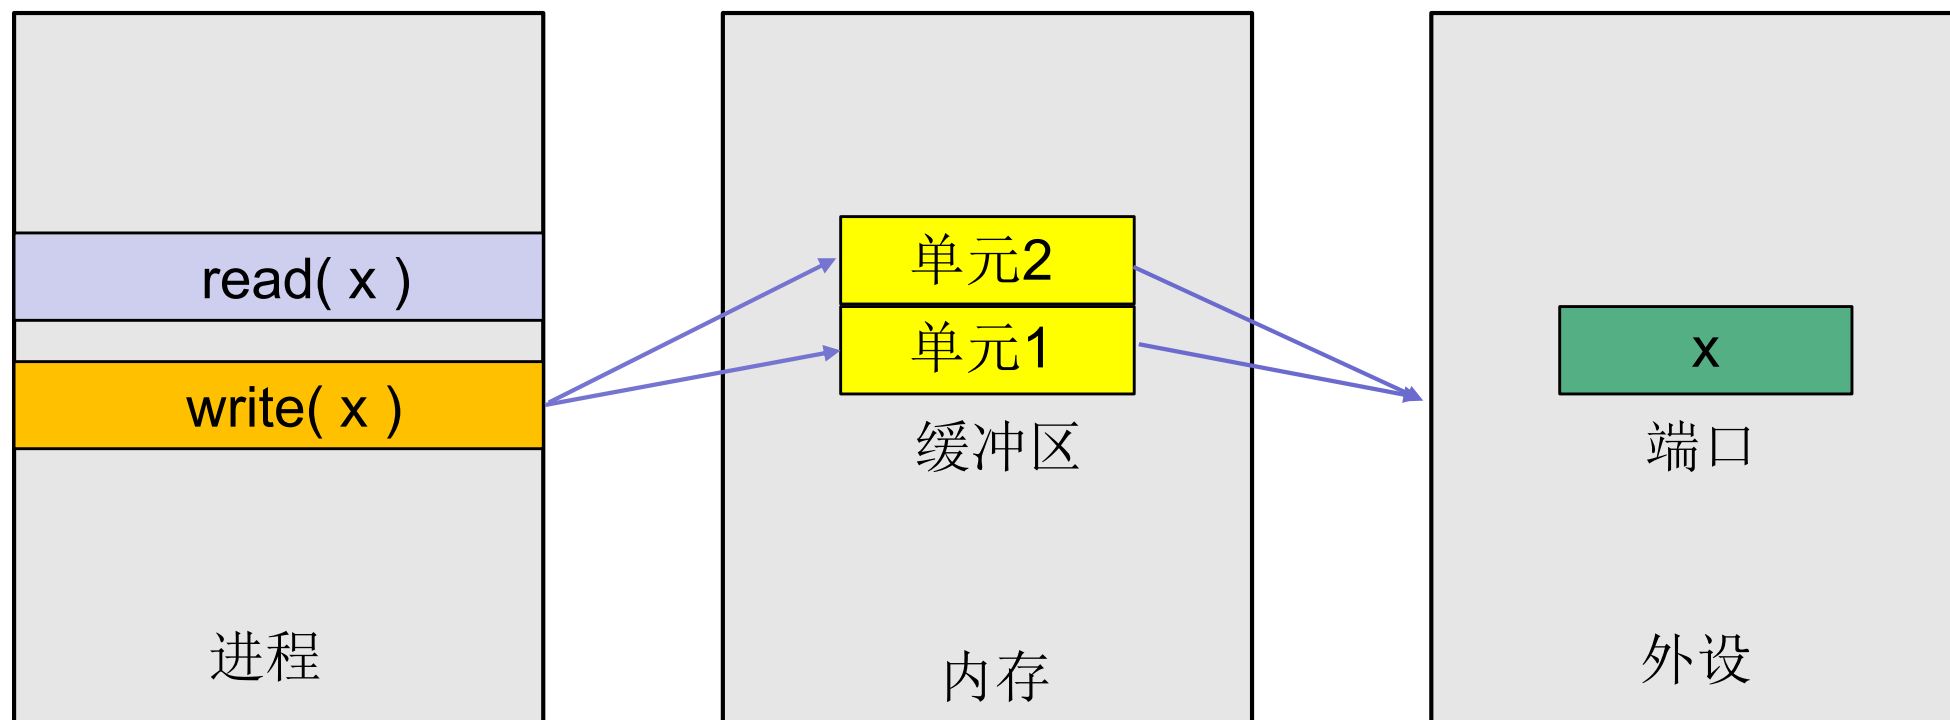 read( x )
write( x )
进程
单元2
单元1
缓冲区
内存
x
端口
外设